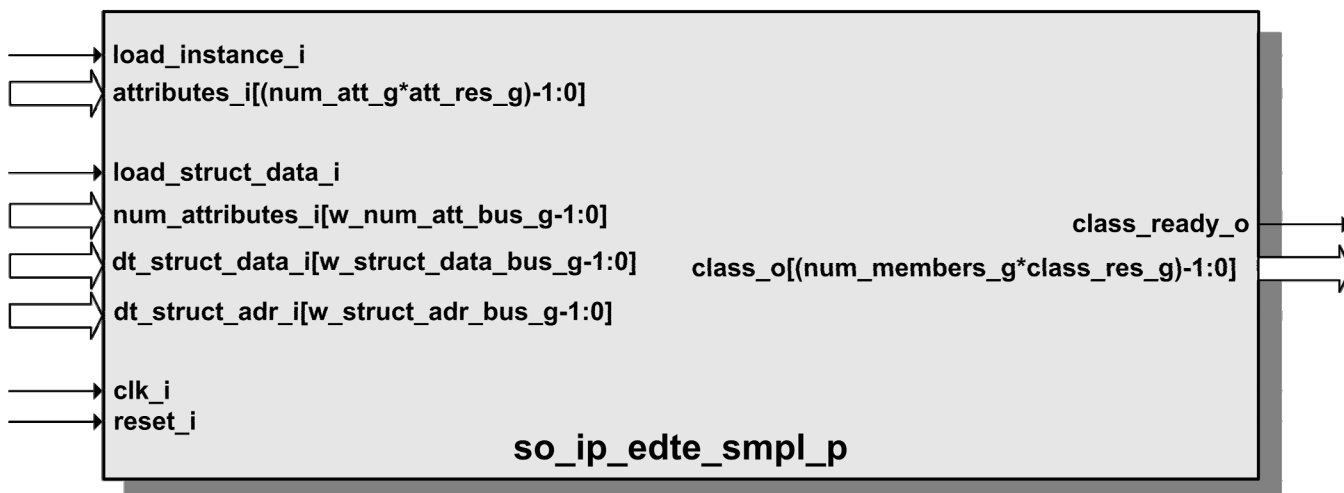 load_instance_i
attributes_i[(num_att_g*att_res_g)-1:0]
load_struct_data_i
num_attributes_i[w_num_att_bus_g-1:0]
dt_struct_data_i[w_struct_data_bus_g-1:0]
dt_struct_adr_i[w_struct_adr_bus_g-1:0]
clk_i
reset_i
class_ready_o
class_o[(num_members_g*class_res_g)-1:0]
so_ip_edte_smpl_p